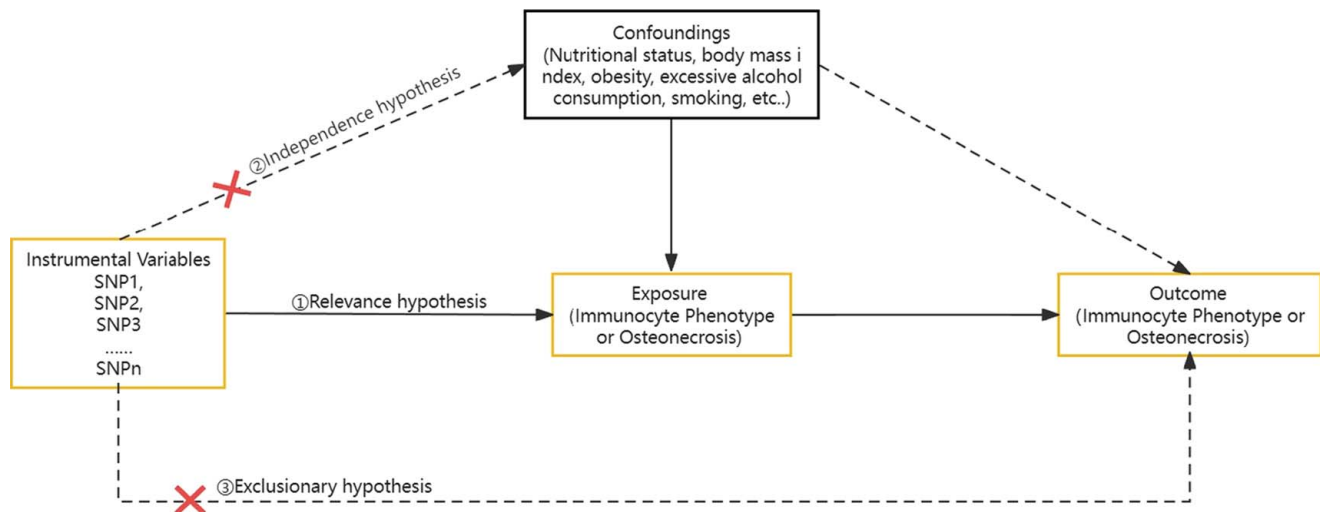 Confoundings
(Nutritional status, body mass i
ndex, obesity, excessive alcohol
consumption, smoking, etc..)
②Independence hypothesis
Instrumental Variables
SNP1,
SNP2,
SNP3
......
SNPn
①Relevance hypothesis
Exposure
(Immunocyte Phenotype
or Osteonecrosis)
Outcome
(Immunocyte Phenotype or
Osteonecrosis)
③Exclusionary hypothesis